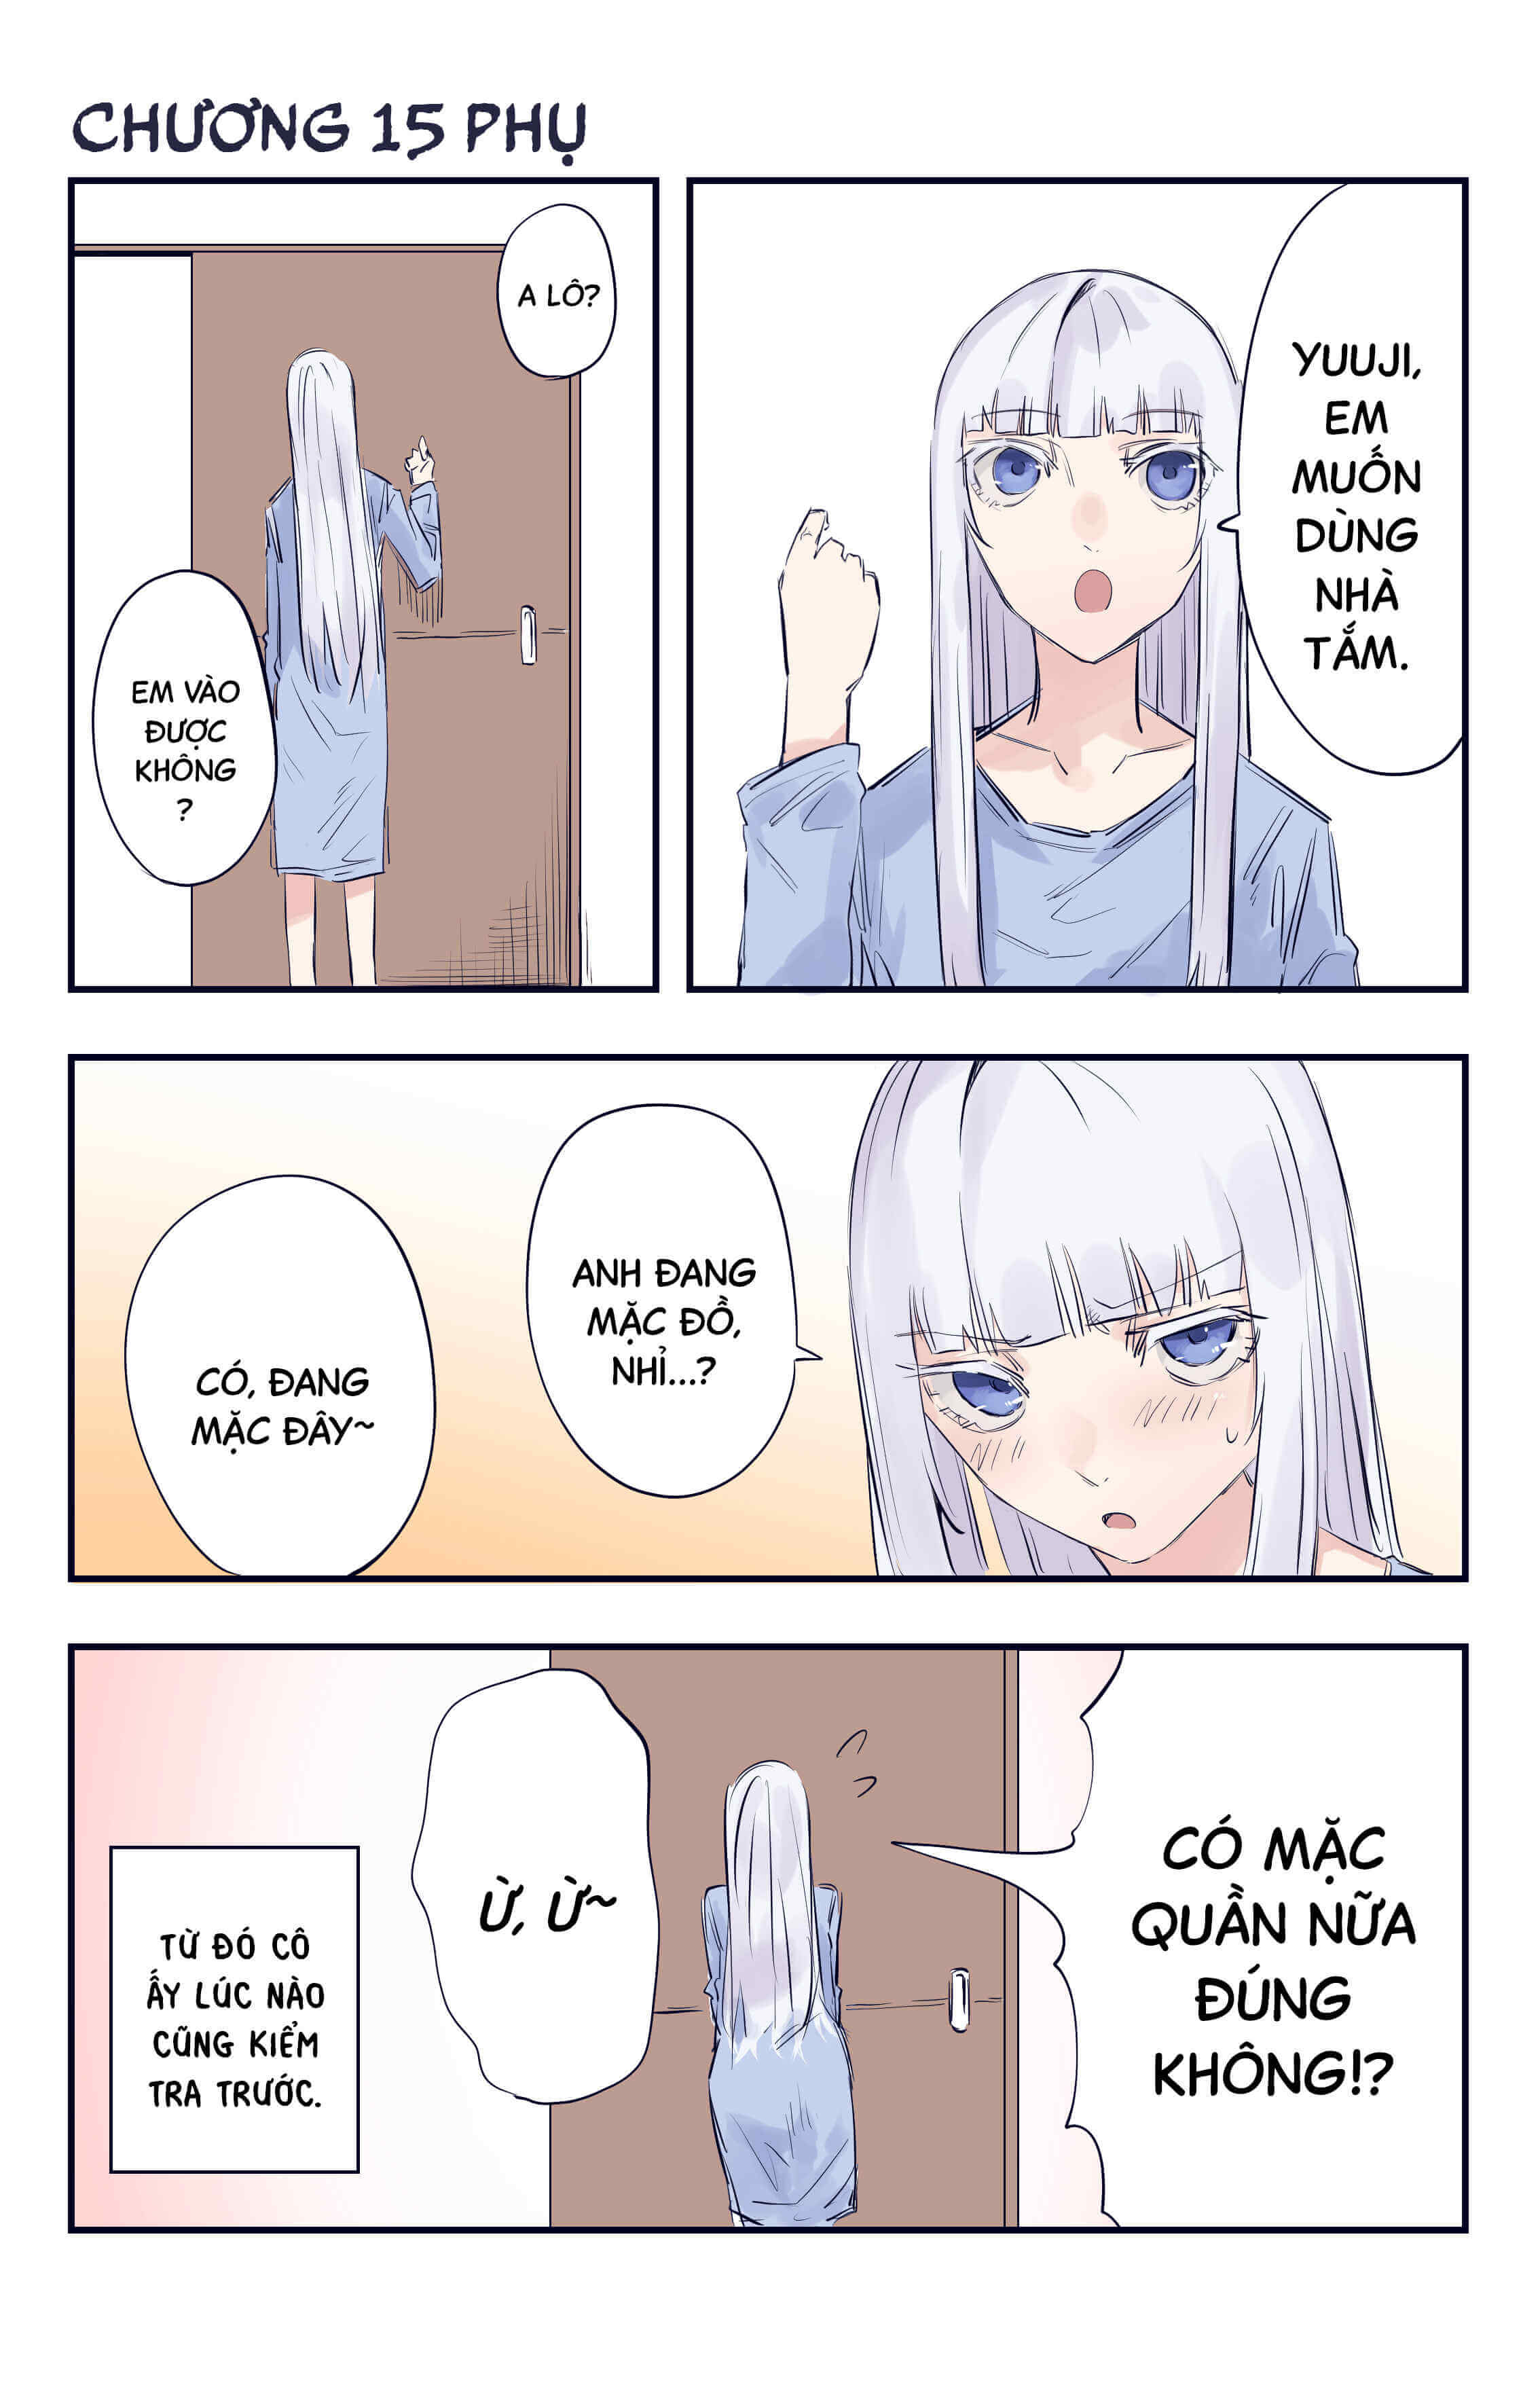 CHƯƠNG 15 PHỤ
YUUJI,
EM
MUỐN
DÙNG
NHÀ
TẮM.
A LÔ?
EM VÀO
ĐƯỢC
KHÔNG
?
ANH ĐANG
MẶC ĐỒ,
NHỈ...?
CÓ, ĐANG
MẶC ĐÂY~
CÓ MẶC
QUẦN NỮA
ĐÚNG
KHÔNG!?
Ừ, Ừ~
TỪ ĐÓ CÔ
ẤY LÚC NÀO
CŨNG KIỂM
TRA TRƯỚC.